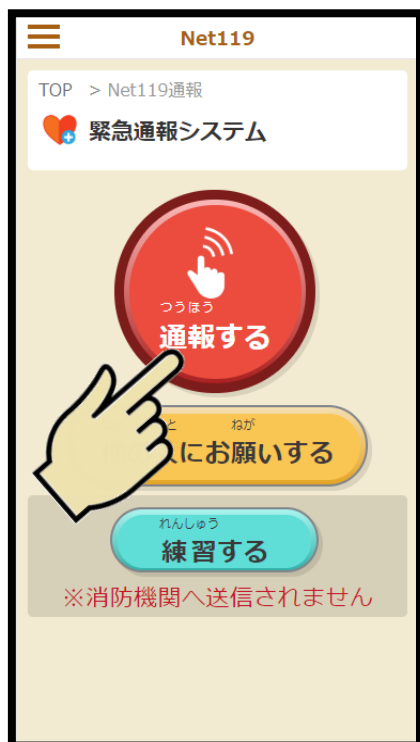 Net119
TOP > Net119通報
緊急通報システム
つうほう
通報する
ねが
にお願いする
れんしゅう
練習する
※消防機関へ送信されません